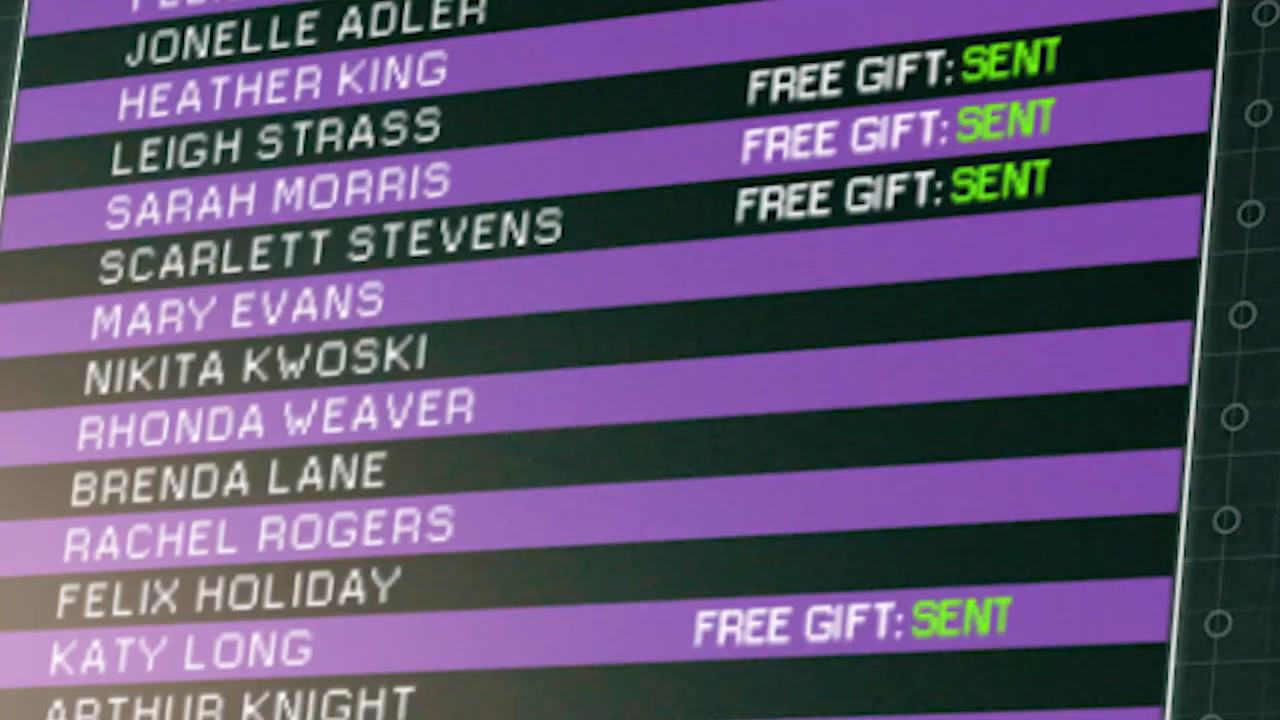 JONELLE ADLER
HEATHER KING
LEIGH STRASS FREE GIFT: SENT
SARAH MORRIS FREE GIFT: SENT
SCARLETT STEVENS FREE GIFT: SENT
MARY EVANS
NIKITA KWOSKI
RHONDA WEAVER
BRENDA LANE
RACHEL ROGERS
FELIX HOLIDAY
KATY LONG FREE GIFT: SENT
ARTHUR KNIGHT